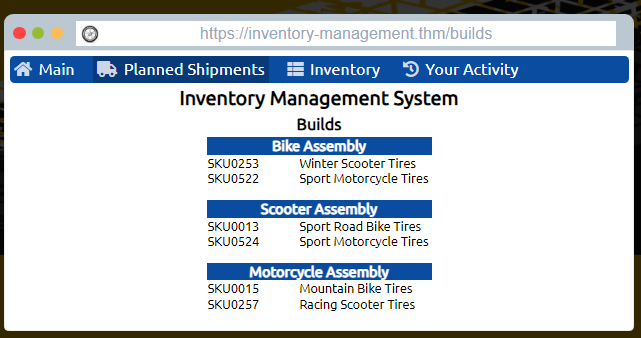 https://inventory-management.thm/builds
Main Planned Shipments Inventory Your Activity
Inventory Management System
Builds
Bike Assembly
SKU0253 Winter Scooter Tires
SKU0522 Sport Motorcycle Tires
Scooter Assembly
SKU0013 Sport Road Bike Tires
SKU0524 Sport Motorcycle Tires
Motorcycle Assembly
SKU0015 Mountain Bike Tires
SKU0257 Racing Scooter Tires